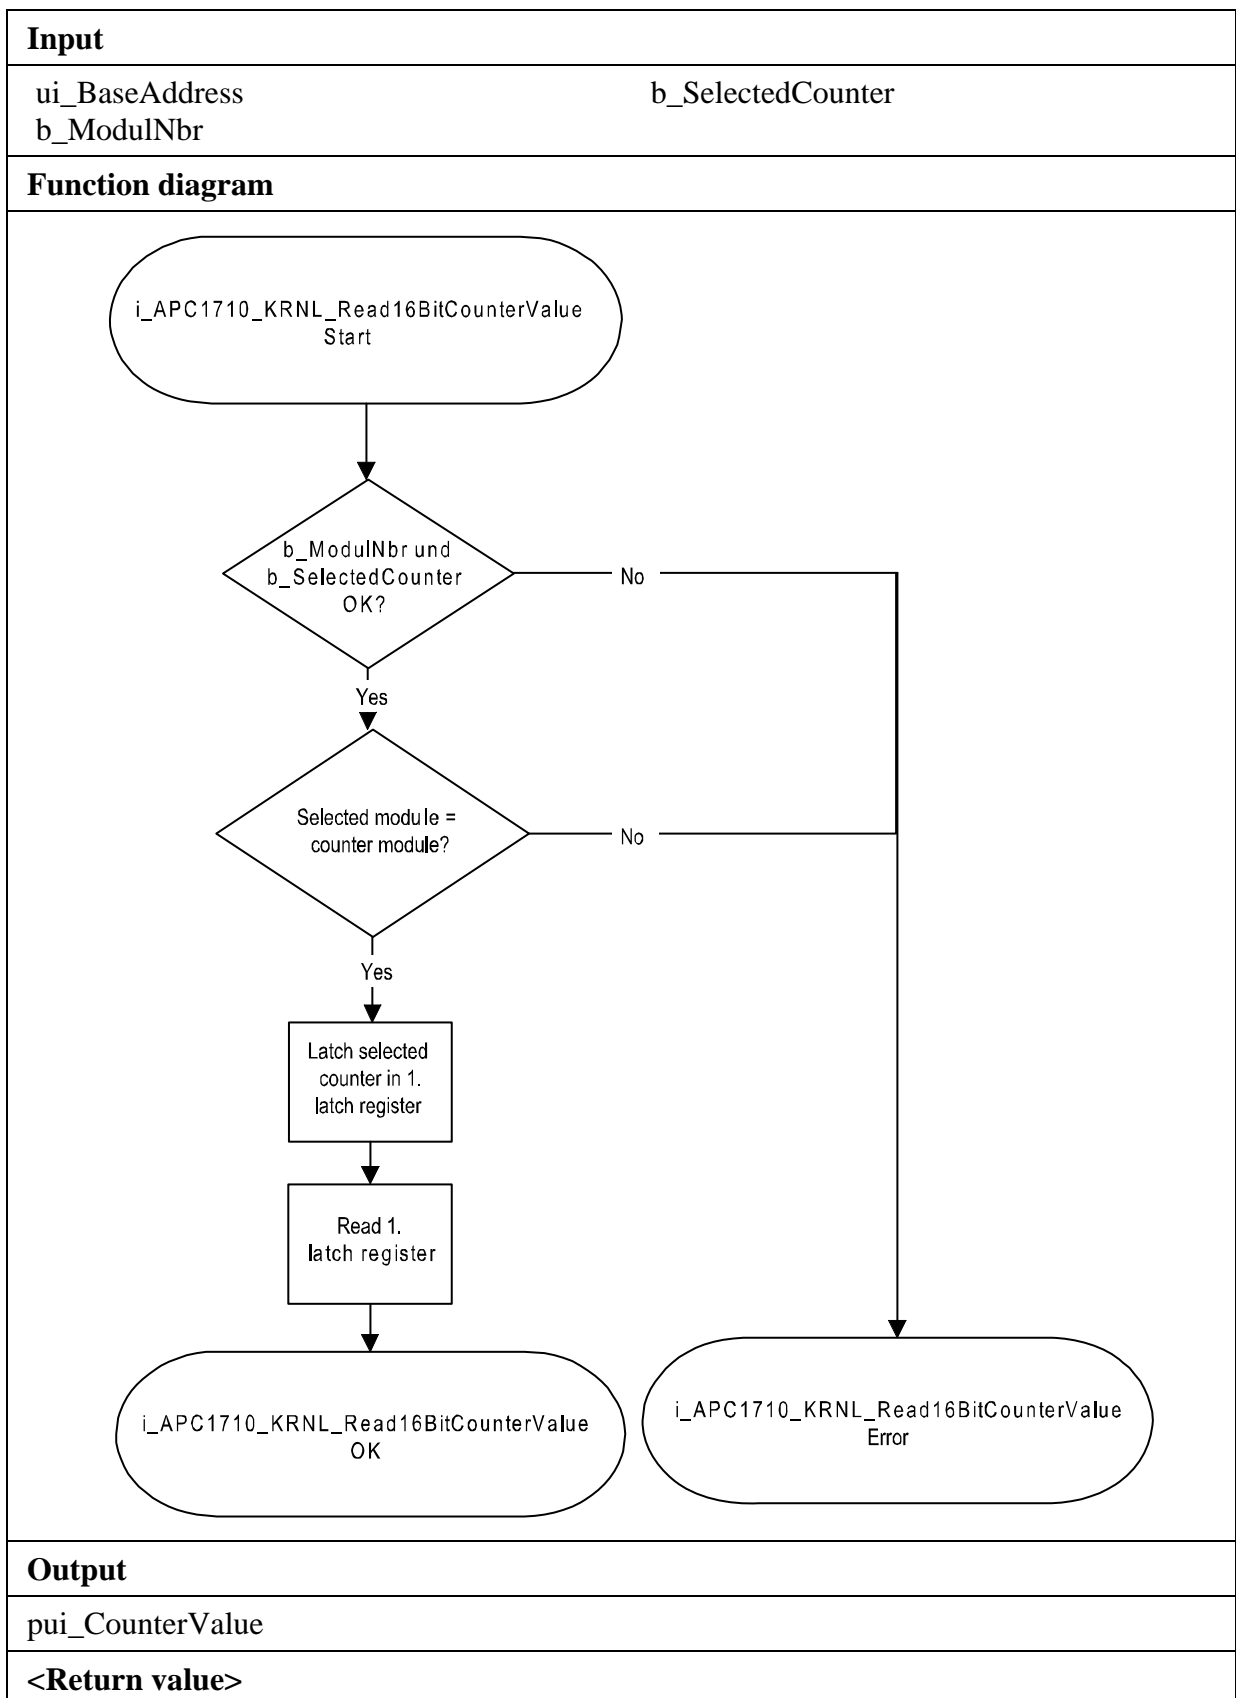 Input
ui_BaseAddress b_SelectedCounter
b_ModulNbr
Function diagram
i_APC1710_KRNL_Read16BitCounterValue
Start
b_ModulNbr und
b_SelectedCounter
OK?
No
Yes
Selected module =
counter module?
No
Yes
Latch selected
counter in 1.
latch register
Read 1.
latch register
i_APC1710_KRNL_Read16BitCounterValue
OK
i_APC1710_KRNL_Read16BitCounterValue
Error
Output
pui_CounterValue
<Return value>